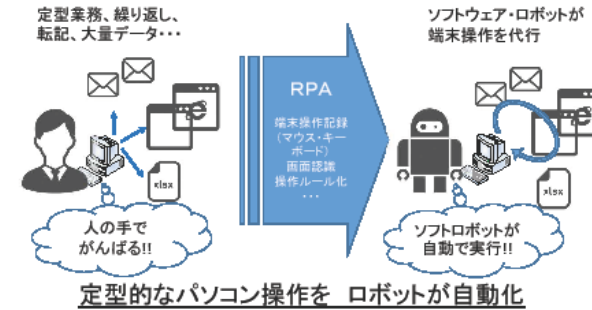 定型業務、繰り返し、
転記、大量データ・・・
ソフトウェア・ロボットが
端末操作を代行
RPA
端末操作記録
(マウス・キー
ボード)
画面認識
操作ルール化
・・・
xlsx
xlsx
人の手で
がんばる!!
ソフトロボットが
自動で実行!!
定型的なパソコン操作を ロボットが自動化